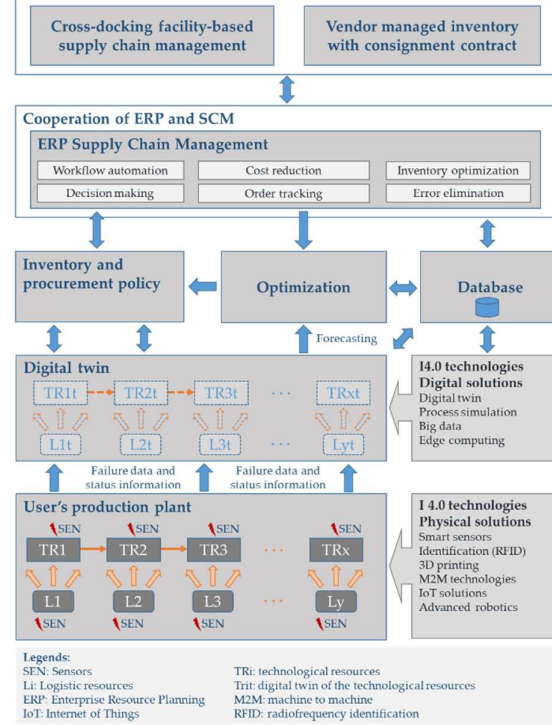 Cross-docking facility-based
supply chain management
Vendor managed inventory
with consignment contract
Cooperation of ERP and SCM
ERP Supply Chain Management
Workflow automation
Cost reduction
Inventory optimization
Decision making
Order tracking
Error elimination
Inventory and
procurement policy
Optimization
Database
Forecasting
Digital twin
TR1t
TR2t
TR3t
. . .
TRxt
L1t
L2t
L3t
. . .
Lyt
I4.0 technologies
Digital solutions
Digital twin
Process simulation
Big data
Edge computing
Failure data and
status information
Failure data and
status information
User's production plant
SEN
SEN
SEN
SEN
TR1
TR2
TR3
. . .
TRx
L1
L2
L3
. . .
Ly
SEN
SEN
SEN
SEN
I 4.0 technologies
Physical solutions
Smart sensors
Identification (RFID)
3D printing
M2M technologies
IoT solutions
Advanced robotics
Legends:
SEN: Sensors
Li: Logistic resources
ERP: Enterprise Resource Planning
IoT: Internet of Things
TRi: technological resources
Trit: digital twin of the technological resources
M2M: machine to machine
RFID: radiofrequency identification